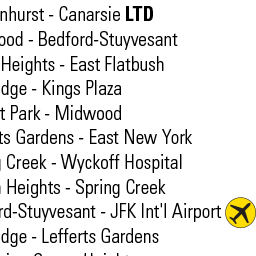 nhurst - Canarsie LTD
ood - Bedford-Stuyvesant
Heights - East Flatbush
dge - Kings Plaza
t Park - Midwood
ts Gardens - East New York
Creek - Wyckoff Hospital
Heights - Spring Creek
rd-Stuyvesant - JFK Int'l Airport
dge - Lefferts Gardens